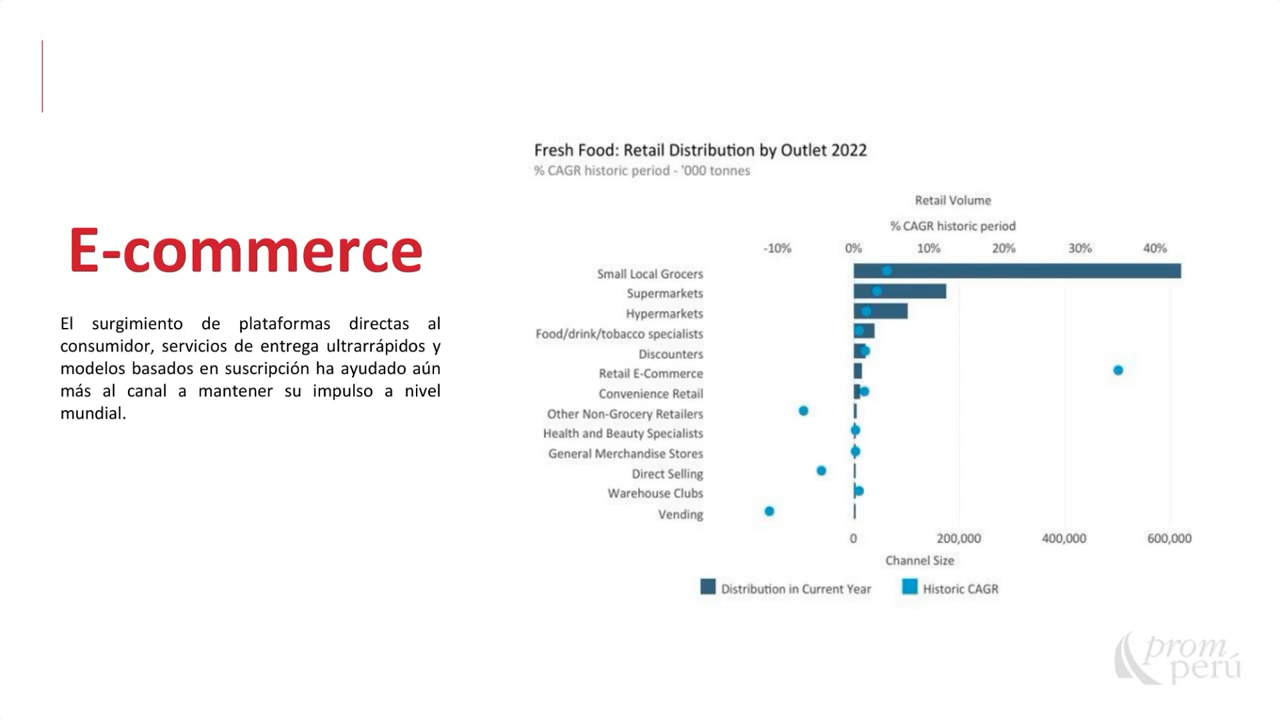 E-commerce
El surgimiento de plataformas directas al
consumidor, servicios de entrega ultrarrápidos y
modelos basados en suscripción ha ayudado aún
más al canal a mantener su impulso a nivel
mundial.
Fresh Food: Retail Distribution by Outlet 2022
% CAGR historic period - '000 tonnes
Retail Volume
% CAGR historic period
-10% 0% 10% 20% 30% 40%
Small Local Grocers
Supermarkets
Hypermarkets
Food/drink/tobacco specialists
Discounters
Retail E-Commerce
Convenience Retail
Other Non-Grocery Retailers
Health and Beauty Specialists
General Merchandise Stores
Direct Selling
Warehouse Clubs
Vending
0 200,000 400,000 600,000
Channel Size
Distribution in Current Year Historic CAGR
prom
perú